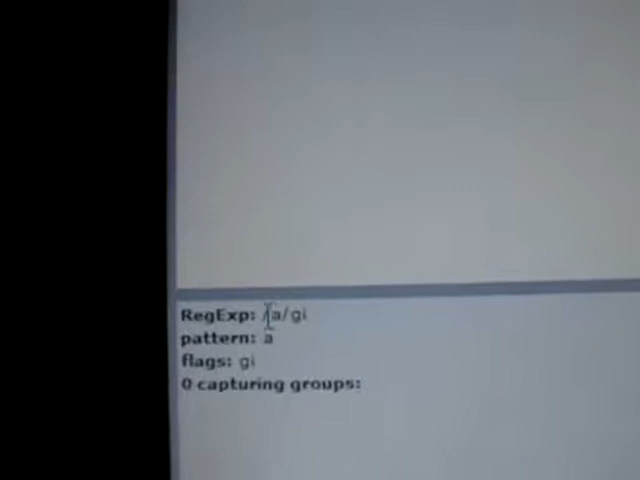 RegExp: /a/gi
pattern: a
flags: gi
0 capturing groups: